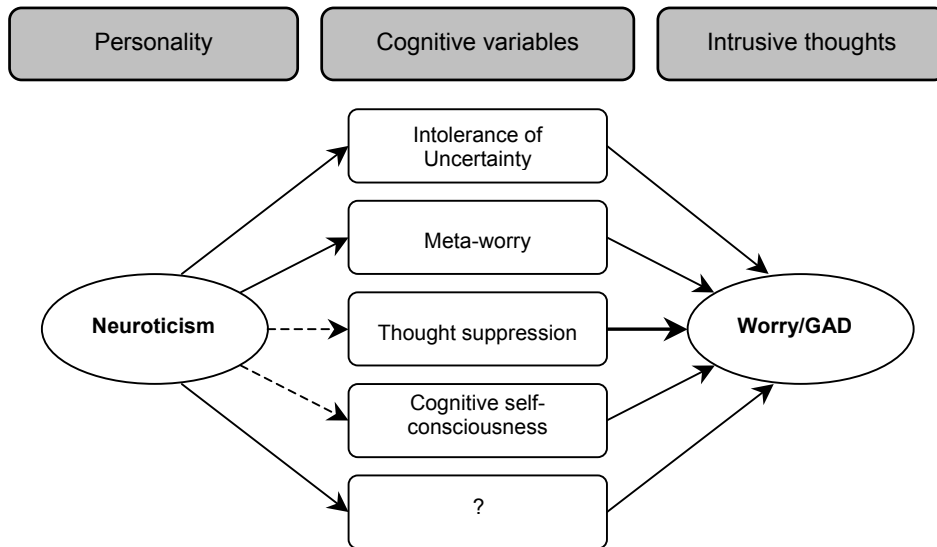 Personality
Cognitive variables
Intrusive thoughts
Intolerance of
Uncertainty
Meta-worry
Neuroticism
Thought suppression
Worry/GAD
Cognitive self-
consciousness
?